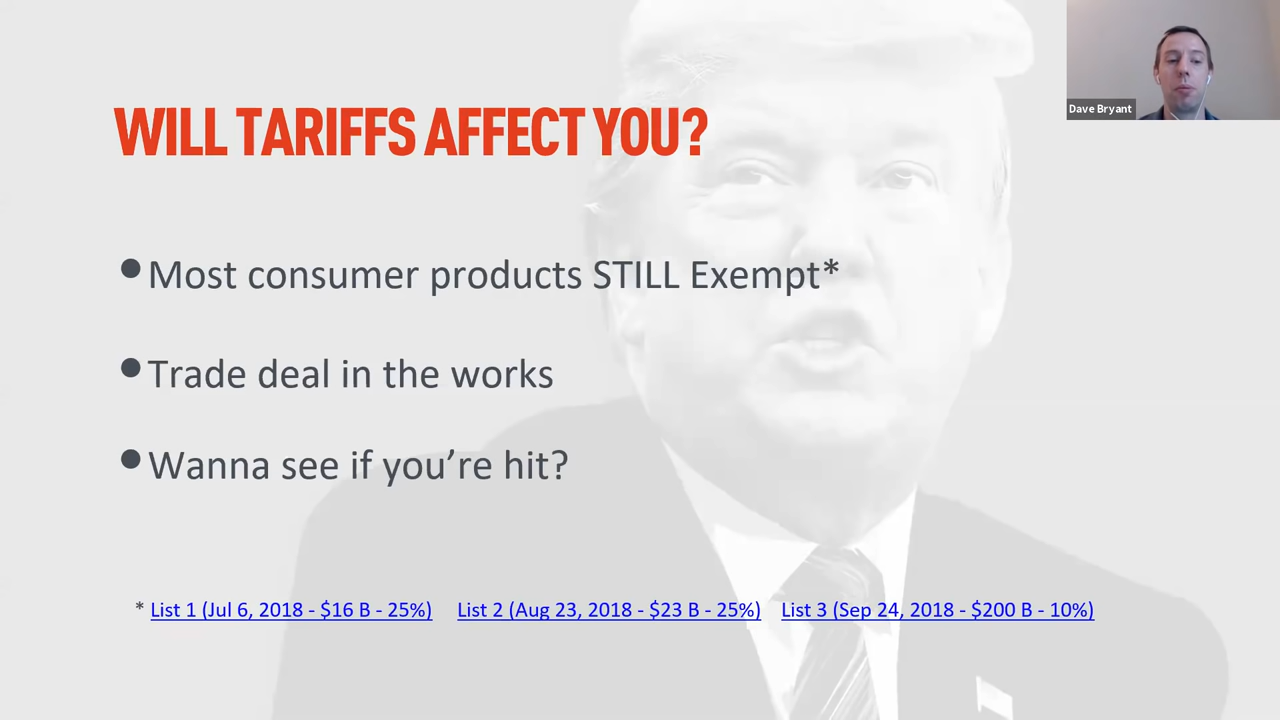 Dave Bryant
WILL TARIFFS AFFECT YOU?
• Most consumer products STILL Exempt*
• Trade deal in the works
• Wanna see if you’re hit?
* List 1 (Jul 6, 2018 - $16 B - 25%) List 2 (Aug 23, 2018 - $23 B - 25%) List 3 (Sep 24, 2018 - $200 B - 10%)